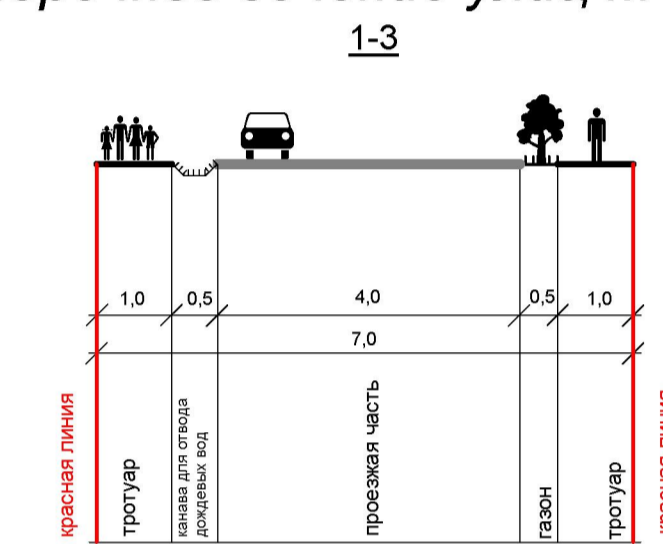 1-3
1,0
0,5
4,0
0,5
1,0
7,0
красная линия
тротуар
канава для отвода
дождевых вод
проезжая часть
газон
тротуар